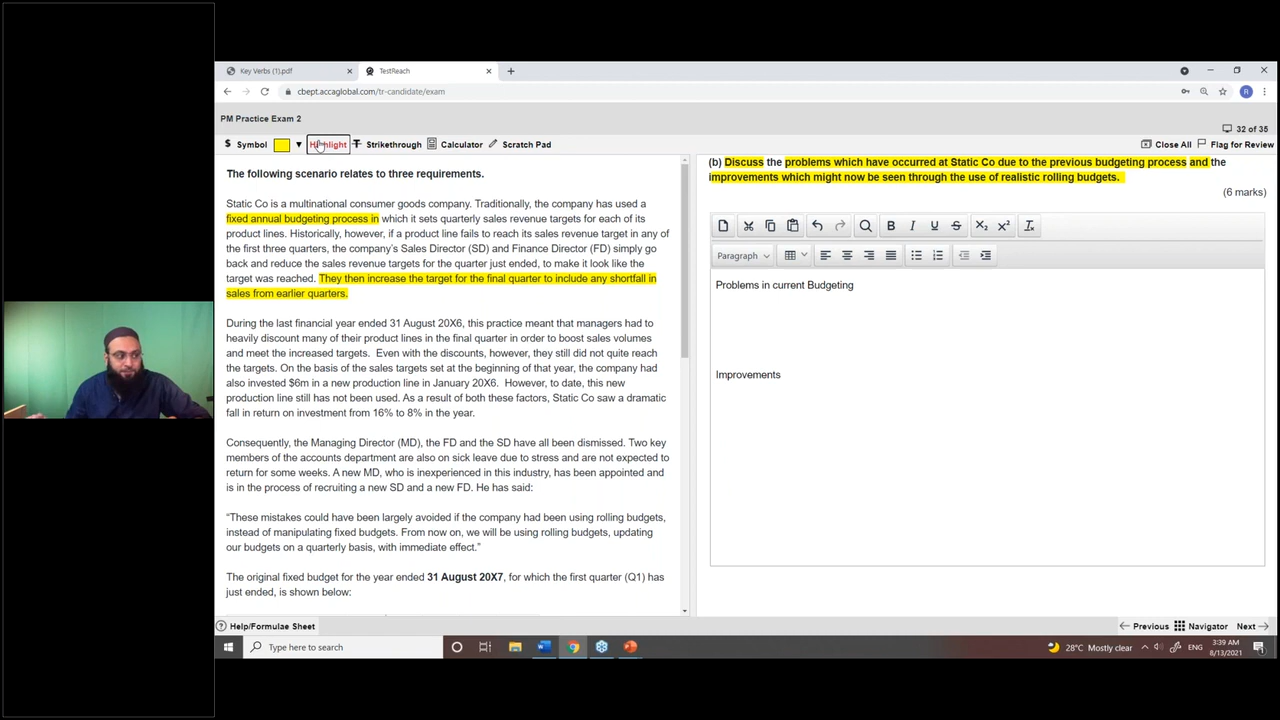 Key Verbs (1).pdf
TestReach
cbept.accaglobal.com/tr-candidate/exam
R
PM Practice Exam 2
32 of 35
$ Symbol
Highlight
Strikethrough
Calculator
Scratch Pad
Close All
Flag for Review
The following scenario relates to three requirements.
Static Co is a multinational consumer goods company. Traditionally, the company has used a
fixed annual budgeting process in which it sets quarterly sales revenue targets for each of its
product lines. Historically, however, if a product line fails to reach its sales revenue target in any of
the first three quarters, the company's Sales Director (SD) and Finance Director (FD) simply go
back and reduce the sales revenue targets for the quarter just ended, to make it look like the
target was reached. They then increase the target for the final quarter to include any shortfall in
sales from earlier quarters.
During the last financial year ended 31 August 20X6, this practice meant that managers had to
heavily discount many of their product lines in the final quarter in order to boost sales volumes
and meet the increased targets. Even with the discounts, however, they still did not quite reach
the targets. On the basis of the sales targets set at the beginning of that year, the company had
also invested $6m in a new production line in January 20X6. However, to date, this new
production line still has not been used. As a result of both these factors, Static Co saw a dramatic
fall in return on investment from 16% to 8% in the year.
Consequently, the Managing Director (MD), the FD and the SD have all been dismissed. Two key
members of the accounts department are also on sick leave due to stress and are not expected to
return for some weeks. A new MD, who is inexperienced in this industry, has been appointed and
is in the process of recruiting a new SD and a new FD. He has said:
“These mistakes could have been largely avoided if the company had been using rolling budgets,
instead of manipulating fixed budgets. From now on, we will be using rolling budgets, updating
our budgets on a quarterly basis, with immediate effect.”
The original fixed budget for the year ended 31 August 20X7, for which the first quarter (Q1) has
just ended, is shown below:
(b) Discuss the problems which have occurred at Static Co due to the previous budgeting process and the
improvements which might now be seen through the use of realistic rolling budgets.
(6 marks)
Paragraph
Problems in current Budgeting
Improvements
Help/Formulae Sheet
Previous
Navigator
Next
Type here to search
28°C Mostly clear
ENG
3:39 AM
8/13/2021